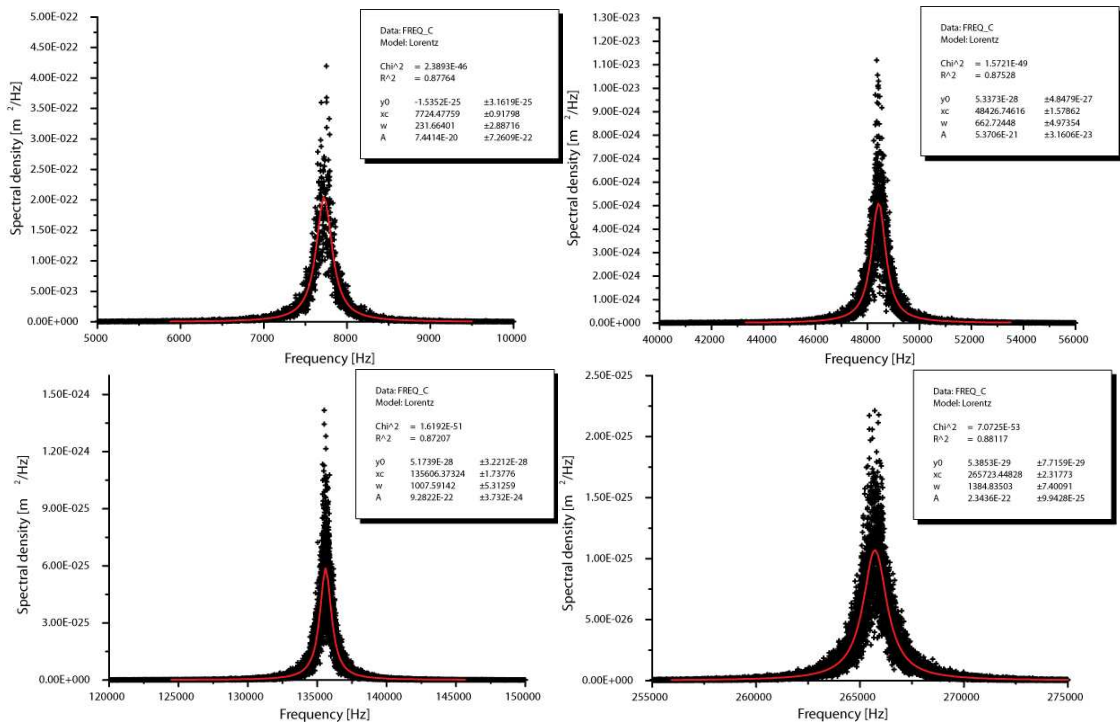 5.00E-022
4.50E-022
4.00E-022
3.50E-022
3.00E-022
2.50E-022
2.00E-022
1.50E-022
1.00E-022
5.00E-023
0.00E+000
Spectral density [m 2/Hz]
5000 6000 7000 8000 9000 10000
Frequency [Hz]
Data: FREQ_C
Model: Lorentz
Chi^2 = 2.3893E-46
R^2 = 0.87764
y0 -1.5352E-25 ±3.1619E-25
xc 7724.47759 ±0.91798
w 231.66401 ±2.88716
A 7.4414E-20 ±7.2609E-22
1.30E-023
1.20E-023
1.10E-023
1.00E-023
9.00E-024
8.00E-024
7.00E-024
6.00E-024
5.00E-024
4.00E-024
3.00E-024
2.00E-024
1.00E-024
0.00E+000
Spectral density [m 2/Hz]
40000 42000 44000 46000 48000 50000 52000 54000 56000
Frequency [Hz]
Data: FREQ_C
Model: Lorentz
Chi^2 = 1.5721E-49
R^2 = 0.87528
y0 5.3373E-28 ±4.8479E-27
xc 48426.74616 ±1.57862
w 662.72448 ±4.97354
A 5.3706E-21 ±3.1606E-23
1.50E-024
1.20E-024
9.00E-025
6.00E-025
3.00E-025
0.00E+000
Spectral density [m 2/Hz]
120000 130000 135000 140000 145000 150000
Frequency [Hz]
Data: FREQ_C
Model: Lorentz
Chi^2 = 1.6192E-51
R^2 = 0.87207
y0 5.1739E-28 ±3.2212E-28
xc 135606.37324 ±1.73776
w 1007.59142 ±5.31259
A 9.2822E-22 ±3.732E-24
2.50E-025
2.00E-025
1.50E-025
1.00E-025
5.00E-026
0.00E+000
Spectral density [m 2/Hz]
255000 260000 265000 270000 275000
Frequency [Hz]
Data: FREQ_C
Model: Lorentz
Chi^2 = 7.0725E-53
R^2 = 0.88117
y0 5.3853E-29 ±7.7159E-29
xc 265723.44828 ±2.31773
w 1384.83503 ±7.40091
A 2.3436E-22 ±9.9428E-25